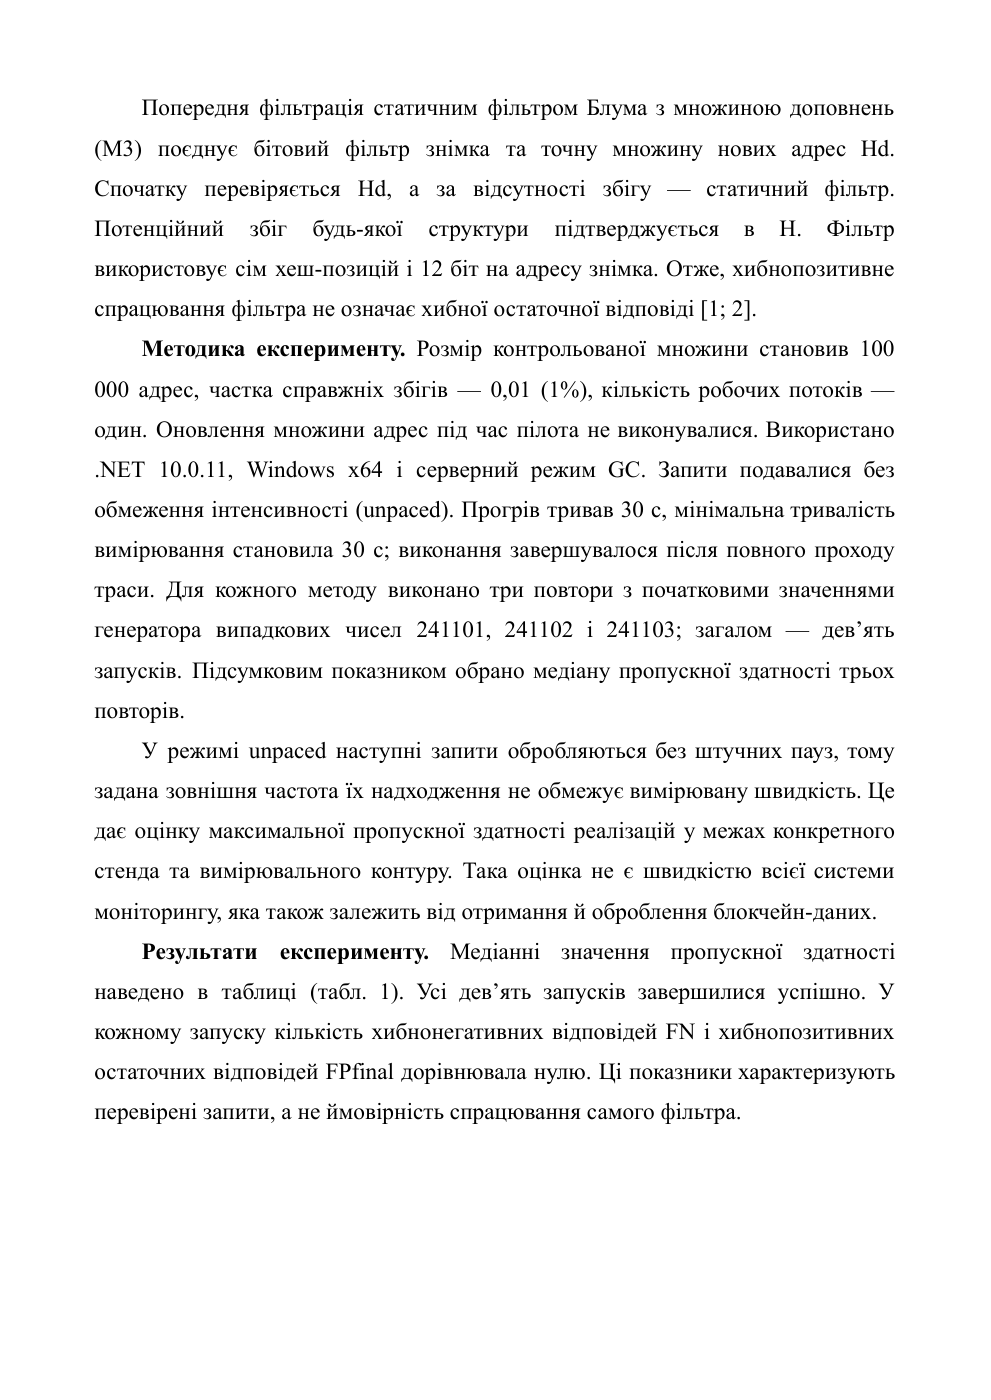 Попередня фільтрація статичним фільтром Блума з множиною доповнень
(М3) поєднує бітовий фільтр знімка та точну множину нових адрес Hd.
Спочатку перевіряється Hd, а за відсутності збігу — статичний фільтр.
Потенційний збіг будь-якої структури підтверджується в H. Фільтр
використовує сім хеш-позицій і 12 біт на адресу знімка. Отже, хибнопозитивне
спрацювання фільтра не означає хибної остаточної відповіді [1; 2].
Методика експерименту. Розмір контрольованої множини становив 100
000 адрес, частка справжніх збігів — 0,01 (1%), кількість робочих потоків —
один. Оновлення множини адрес під час пілота не виконувалися. Використано
.NET 10.0.11, Windows x64 і серверний режим GC. Запити подавалися без
обмеження інтенсивності (unpaced). Прогрів тривав 30 с, мінімальна тривалість
вимірювання становила 30 с; виконання завершувалося після повного проходу
траси. Для кожного методу виконано три повтори з початковими значеннями
генератора випадкових чисел 241101, 241102 і 241103; загалом — дев’ять
запусків. Підсумковим показником обрано медіану пропускної здатності трьох
повторів.
У режимі unpaced наступні запити обробляються без штучних пауз, тому
задана зовнішня частота їх надходження не обмежує вимірювану швидкість. Це
дає оцінку максимальної пропускної здатності реалізацій у межах конкретного
стенда та вимірювального контуру. Така оцінка не є швидкістю всієї системи
моніторингу, яка також залежить від отримання й оброблення блокчейн-даних.
Результати експерименту. Медіанні значення пропускної здатності
наведено в таблиці (табл. 1). Усі дев’ять запусків завершилися успішно. У
кожному запуску кількість хибнонегативних відповідей FN і хибнопозитивних
остаточних відповідей FPfinal дорівнювала нулю. Ці показники характеризують
перевірені запити, а не ймовірність спрацювання самого фільтра.